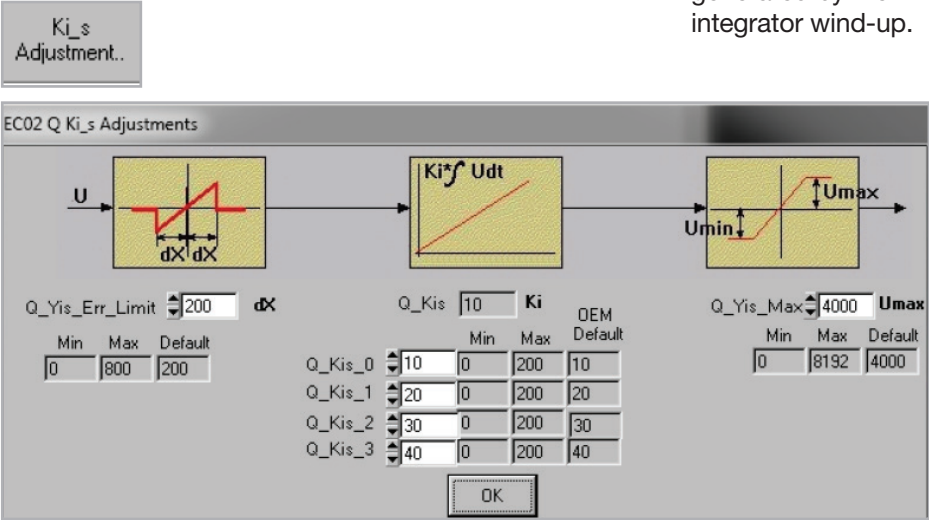 integrator wind-up.
Ki_s
Adjustment..
EC02 Q Ki_s Adjustments
U
dX dX
Ki*∫ Udt
Umax
Umin
Q_Yis_Err_Limit 200 dX
Min Max Default
0 800 200
Q_Kis 10 Ki
Min Max OEM Default
Q_Kis_0 10 0 200 10
Q_Kis_1 20 0 200 20
Q_Kis_2 30 0 200 30
Q_Kis_3 40 0 200 40
Q_Yis_Max 4000 Umax
Min Max Default
0 8192 4000
OK